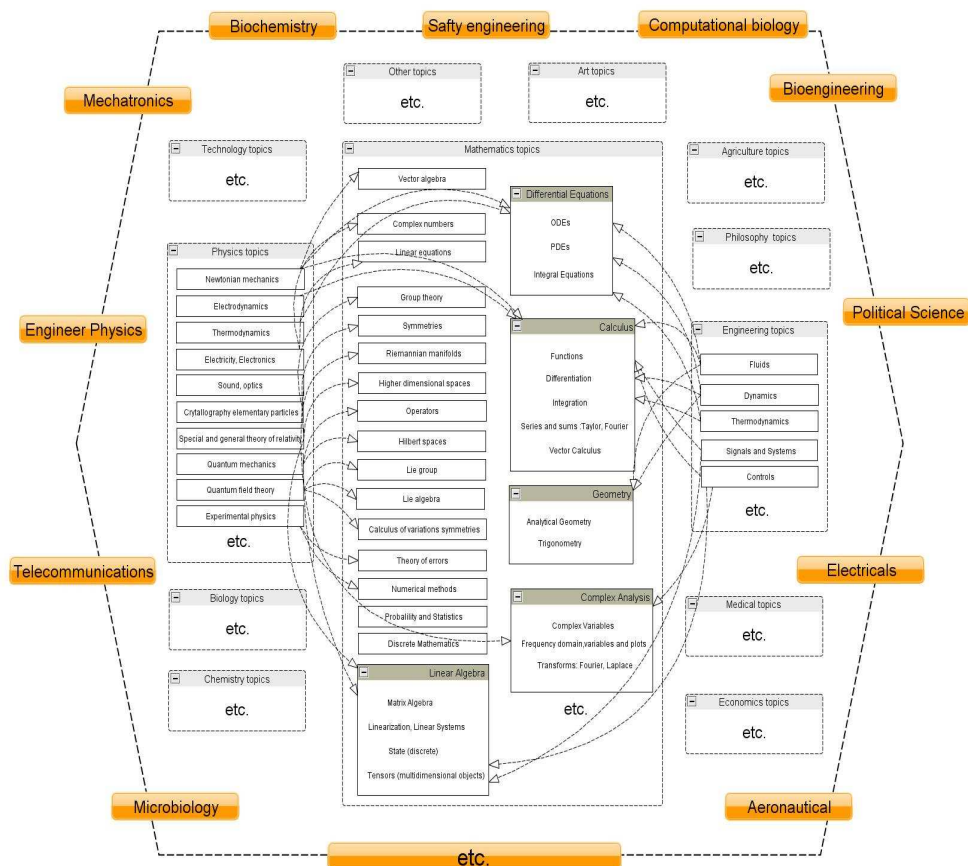 Biochemistry
Safty engineering
Computational biology
Mechatronics
Bioengineering
Other topics
etc.
Art topics
etc.
Technology topics
etc.
Mathematics topics
Agriculture topics
etc.
Vector algebra
Complex numbers
Linear equations
Group theory
Symmetries
Riemannian manifolds
Higher dimensional spaces
Operators
Hilbert spaces
Lie group
Lie algebra
Calculus of variations symmetries
Theory of errors
Numerical methods
Probalility and Statistics
Discrete Mathematics
Differential Equations
ODEs
PDEs
Integral Equations
Philosophy topics
etc.
Physics topics
Newtonian mechanics
Electrodynamics
Thermodynamics
Electricity, Electronics
Sound, optics
Crytallography elementary particles
Special and general theory of relativity
Quantum mechanics
Quantum field theory
Experimental physics
etc.
Engineer Physics
Political Science
Calculus
Functions
Differentiation
Integration
Series and sums :Taylor, Fourier
Vector Calculus
Engineering topics
Fluids
Dynamics
Thermodynamics
Signals and Systems
Controls
etc.
Geometry
Analytical Geometry
Trigonometry
Telecommunications
Electricals
Biology topics
etc.
Complex Analysis
Complex Variables
Frequency domain,variables and plots
Transforms: Fourier, Laplace
etc.
Medical topics
etc.
Chemistry topics
etc.
Linear Algebra
Matrix Algebra
Linearization, Linear Systems
State (discrete)
Tensors (multidimensional objects)
Economics topics
etc.
Microbiology
Aeronautical
etc.